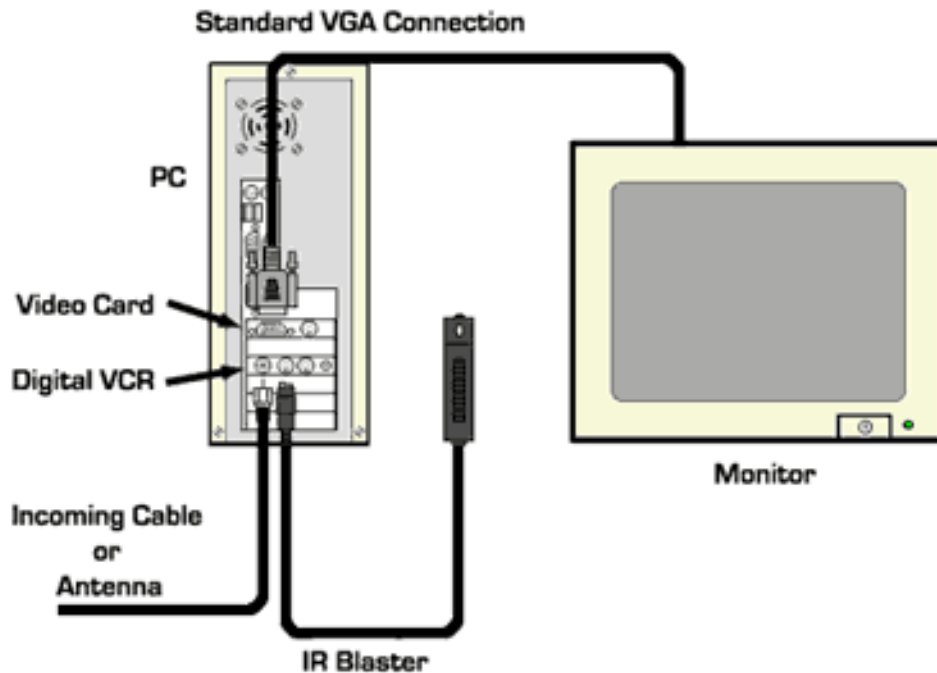 Standard VGA Connection
PC
Video Card
Digital VCR
Monitor
Incoming Cable
or
Antenna
IR Blaster